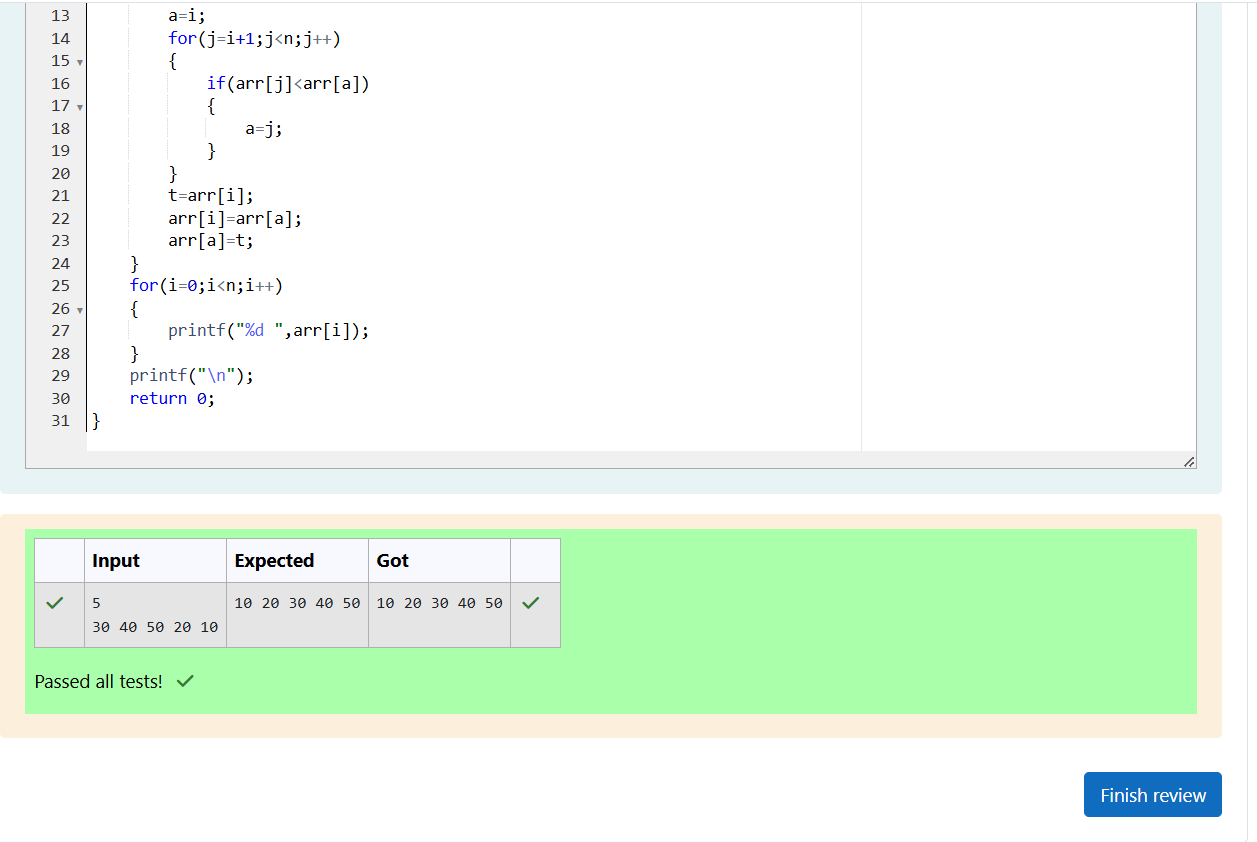 13         a=i;
14         for(j=i+1;j<n;j++)
15         {
16             if(arr[j]<arr[a])
17             {
18                 a=j;
19             }
20         }
21         t=arr[i];
22         arr[i]=arr[a];
23         arr[a]=t;
24     }
25     for(i=0;i<n;i++)
26     {
27         printf("%d ",arr[i]);
28     }
29     printf("\n");
30     return 0;
31 }
Input Expected Got
5 10 20 30 40 50 10 20 30 40 50
30 40 50 20 10
Passed all tests!
Finish review